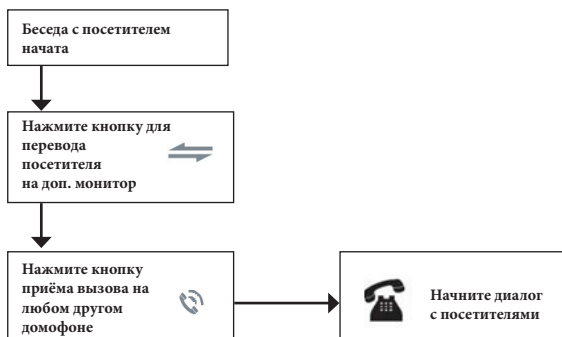 Беседа с посетителем
начата
Нажмите кнопку для
перевода
посетителя
на доп. монитор
Нажмите кнопку
приёма вызова на
любом другом
домофоне
Начните диалог
с посетителями